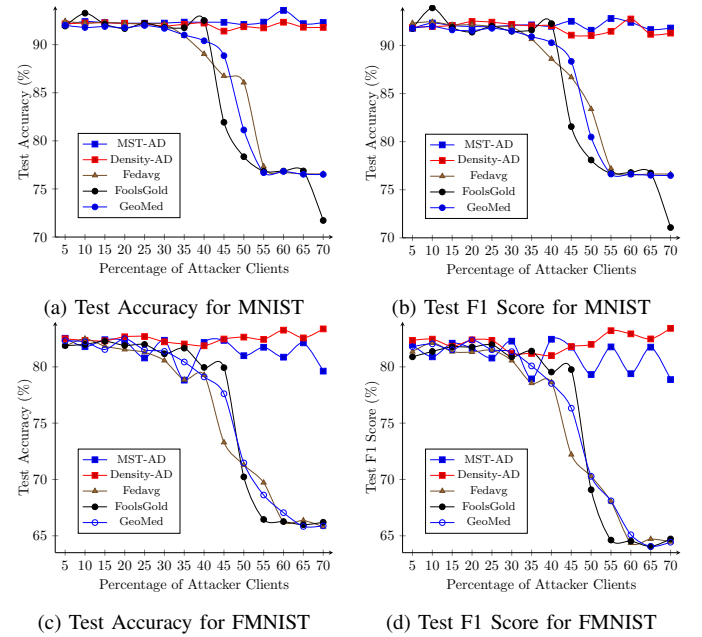 90
85
80
75
70
Test Accuracy (%)
MST-AD
Density-AD
Fedavg
FoolsGold
GeoMed
5 10 15 20 25 30 35 40 45 50 55 60 65 70
Percentage of Attacker Clients
(a) Test Accuracy for MNIST
90
85
80
75
70
Test Accuracy (%)
MST-AD
Density-AD
Fedavg
FoolsGold
GeoMed
5 10 15 20 25 30 35 40 45 50 55 60 65 70
Percentage of Attacker Clients
(b) Test F1 Score for MNIST
80
75
70
65
Test Accuracy (%)
MST-AD
Density-AD
Fedavg
FoolsGold
GeoMed
5 10 15 20 25 30 35 40 45 50 55 60 65 70
Percentage of Attacker Clients
(c) Test Accuracy for FMNIST
80
75
70
65
Test F1 Score (%)
MST-AD
Density-AD
Fedavg
FoolsGold
GeoMed
5 10 15 20 25 30 35 40 45 50 55 60 65 70
Percentage of Attacker Clients
(d) Test F1 Score for FMNIST